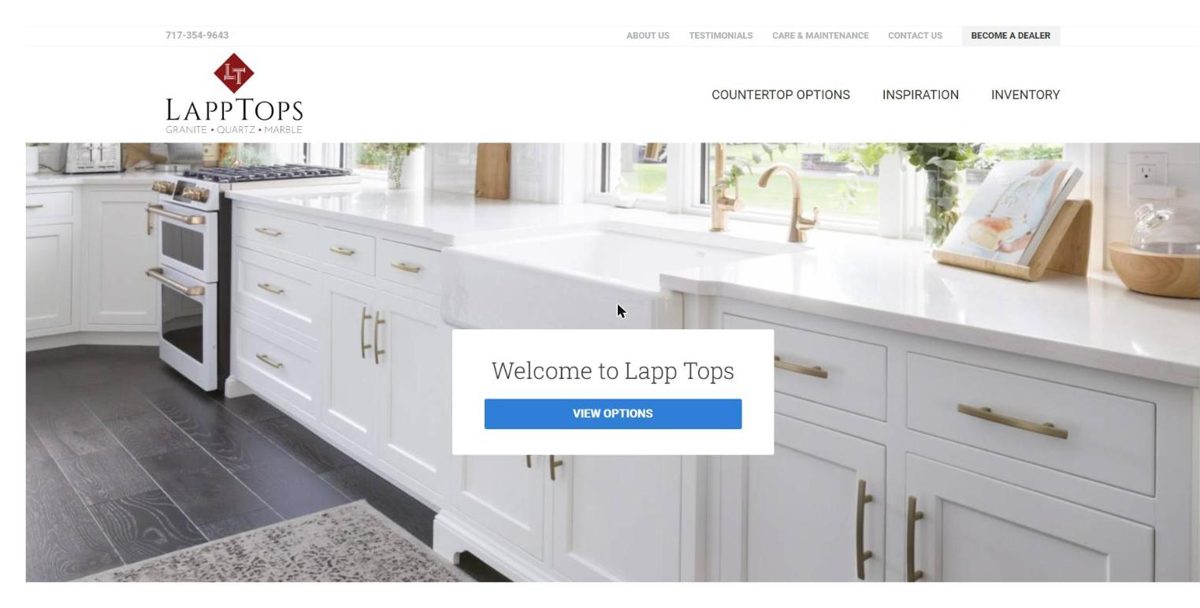 717-354-9643
ABOUT US
TESTIMONIALS
CARE & MAINTENANCE
CONTACT US
BECOME A DEALER
LT
LAPPTOPS
GRANITE • QUARTZ • MARBLE
COUNTERTOP OPTIONS
INSPIRATION
INVENTORY
Welcome to Lapp Tops
VIEW OPTIONS